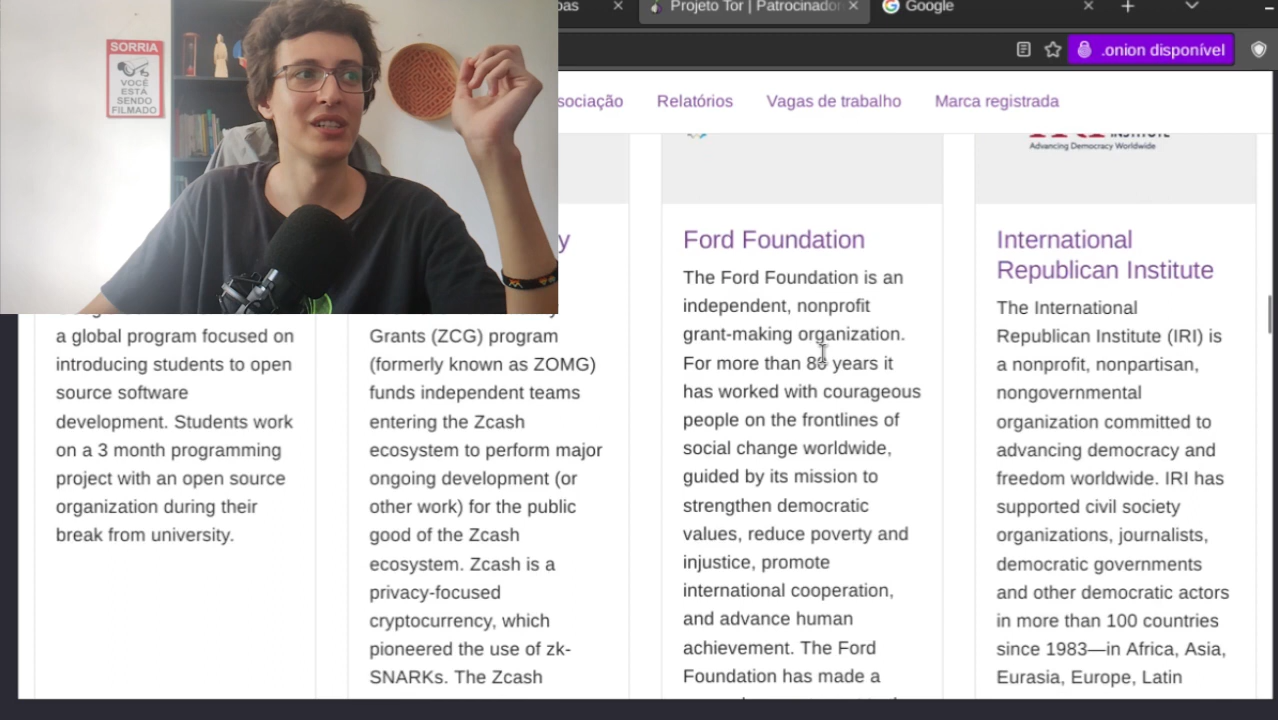 oas
Projeto Tor | Patrocinador
Google
.onion disponível
SORRIA
VOCÊ
ESTÁ
SENDO
FILMADO
sociação
Relatórios
Vagas de trabalho
Marca registrada
a global program focused on
introducing students to open
source software
development. Students work
on a 3 month programming
project with an open source
organization during their
break from university.
y
Grants (ZCG) program
(formerly known as ZOMG)
funds independent teams
entering the Zcash
ecosystem to perform major
ongoing development (or
other work) for the public
good of the Zcash
ecosystem. Zcash is a
privacy-focused
cryptocurrency, which
pioneered the use of zk-
SNARKs. The Zcash
Ford Foundation
The Ford Foundation is an
independent, nonprofit
grant-making organization.
For more than 80 years it
has worked with courageous
people on the frontlines of
social change worldwide,
guided by its mission to
strengthen democratic
values, reduce poverty and
injustice, promote
international cooperation,
and advance human
achievement. The Ford
Foundation has made a
INSTITUTE
Advancing Democracy Worldwide
International
Republican Institute
The International
Republican Institute (IRI) is
a nonprofit, nonpartisan,
nongovernmental
organization committed to
advancing democracy and
freedom worldwide. IRI has
supported civil society
organizations, journalists,
democratic governments
and other democratic actors
in more than 100 countries
since 1983—in Africa, Asia,
Eurasia, Europe, Latin